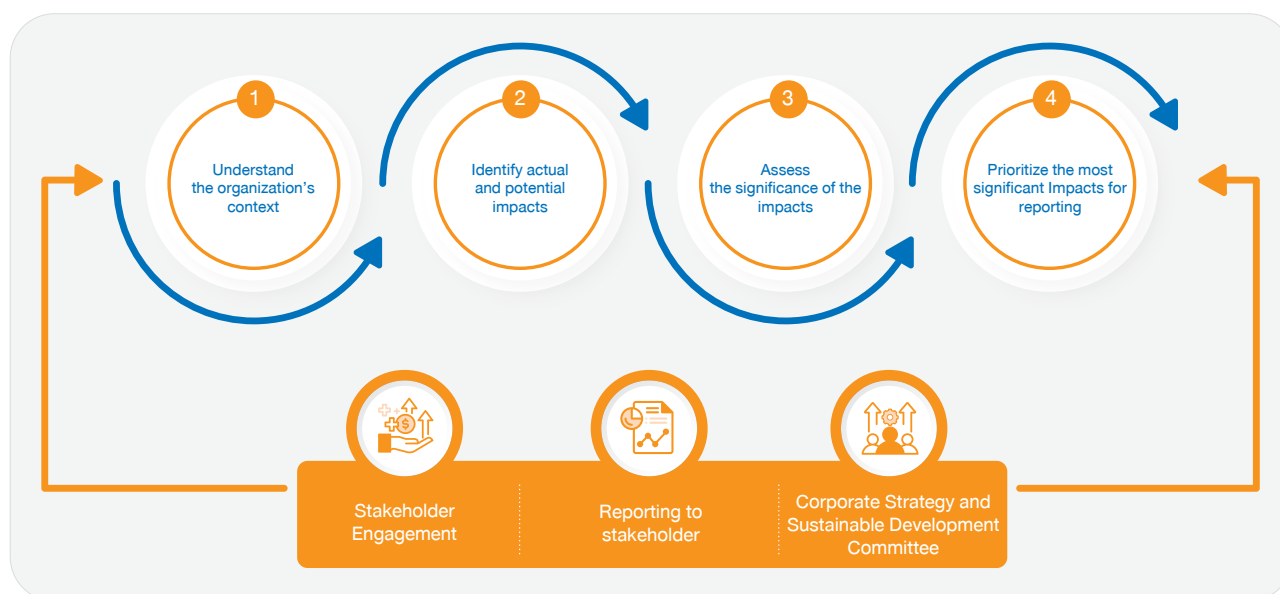 1
Understand
the organization's
context
2
Identify actual
and potential
impacts
3
Assess
the significance of the
impacts
4
Prioritize the most
significant Impacts for
reporting
$
Stakeholder
Engagement
Reporting to
stakeholder
Corporate Strategy and
Sustainable Development
Committee